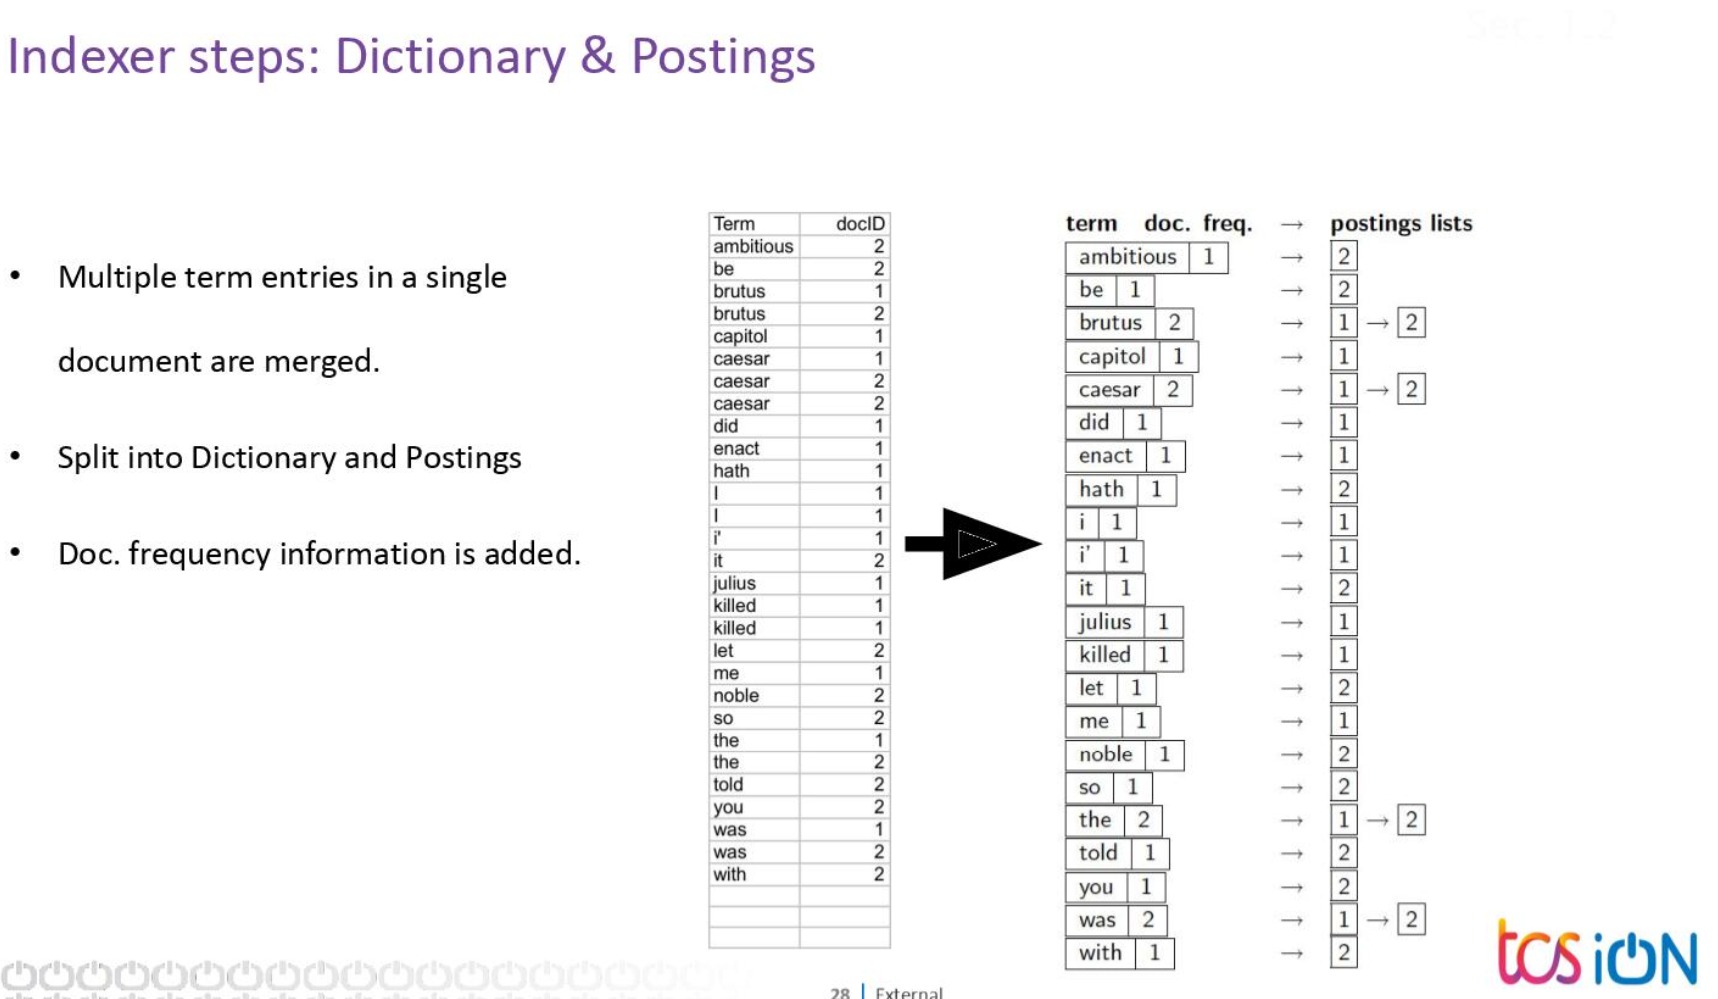 Indexer steps: Dictionary & Postings
• Multiple term entries in a single
document are merged.
• Split into Dictionary and Postings
• Doc. frequency information is added.
Term docID
ambitious 2
be 2
brutus 1
brutus 2
capitol 1
caesar 1
caesar 2
caesar 2
did 1
enact 1
hath 1
I 1
I 1
i' 1
it 2
julius 1
killed 1
killed 1
let 2
me 1
noble 2
so 2
the 1
the 2
told 2
you 2
was 1
was 2
with 2
term doc. freq. → postings lists
ambitious 1 → 2
be 1 → 2
brutus 2 → 1 → 2
capitol 1 → 1
caesar 2 → 1 → 2
did 1 → 1
enact 1 → 1
hath 1 → 2
i 1 → 1
i' 1 → 1
it 1 → 2
julius 1 → 1
killed 1 → 1
let 1 → 2
me 1 → 1
noble 1 → 2
so 1 → 2
the 2 → 1 → 2
told 1 → 2
you 1 → 2
was 2 → 1 → 2
with 1 → 2
tcs iON
28 | External